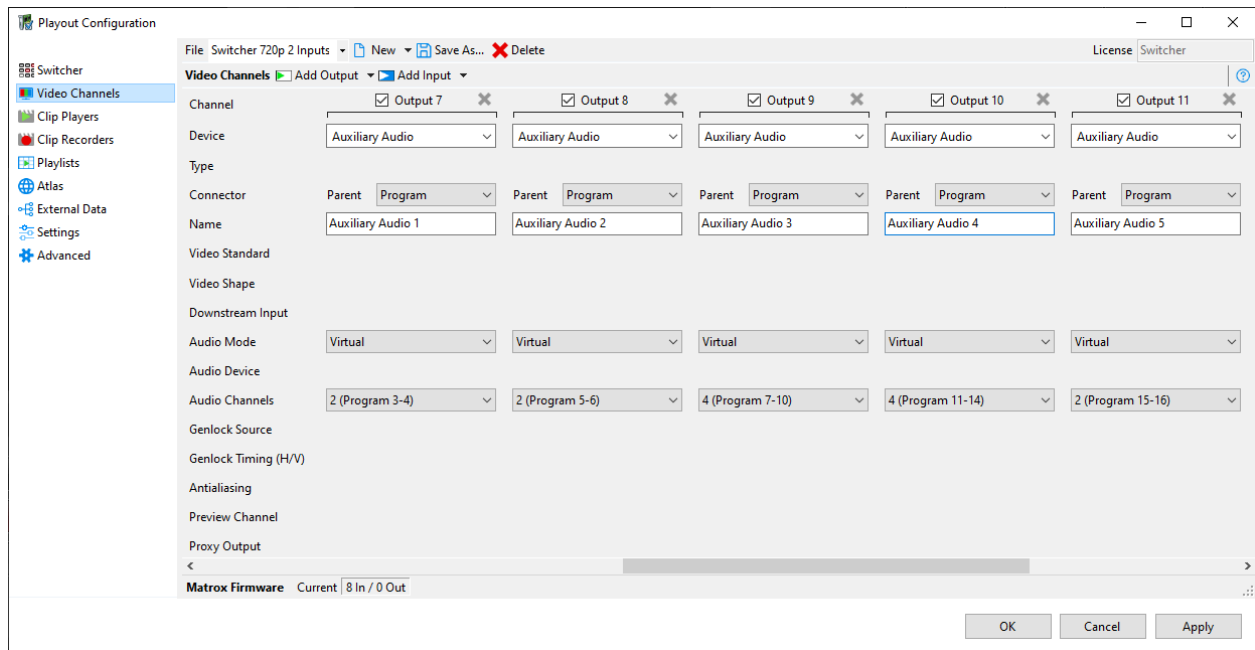 Playout Configuration
File Switcher 720p 2 Inputs New Save As... Delete License Switcher
Switcher
Video Channels
Clip Players
Clip Recorders
Playlists
Atlas
External Data
Settings
Advanced
Video Channels Add Output Add Input
Channel Output 7 Output 8 Output 9 Output 10 Output 11
Device Auxiliary Audio Auxiliary Audio Auxiliary Audio Auxiliary Audio Auxiliary Audio
Type
Connector Parent Program Parent Program Parent Program Parent Program Parent Program
Name Auxiliary Audio 1 Auxiliary Audio 2 Auxiliary Audio 3 Auxiliary Audio 4 Auxiliary Audio 5
Video Standard
Video Shape
Downstream Input
Audio Mode Virtual Virtual Virtual Virtual Virtual
Audio Device
Audio Channels 2 (Program 3-4) 2 (Program 5-6) 4 (Program 7-10) 4 (Program 11-14) 2 (Program 15-16)
Genlock Source
Genlock Timing (H/V)
Antialiasing
Preview Channel
Proxy Output
Matrox Firmware Current 8 In / 0 Out
OK Cancel Apply